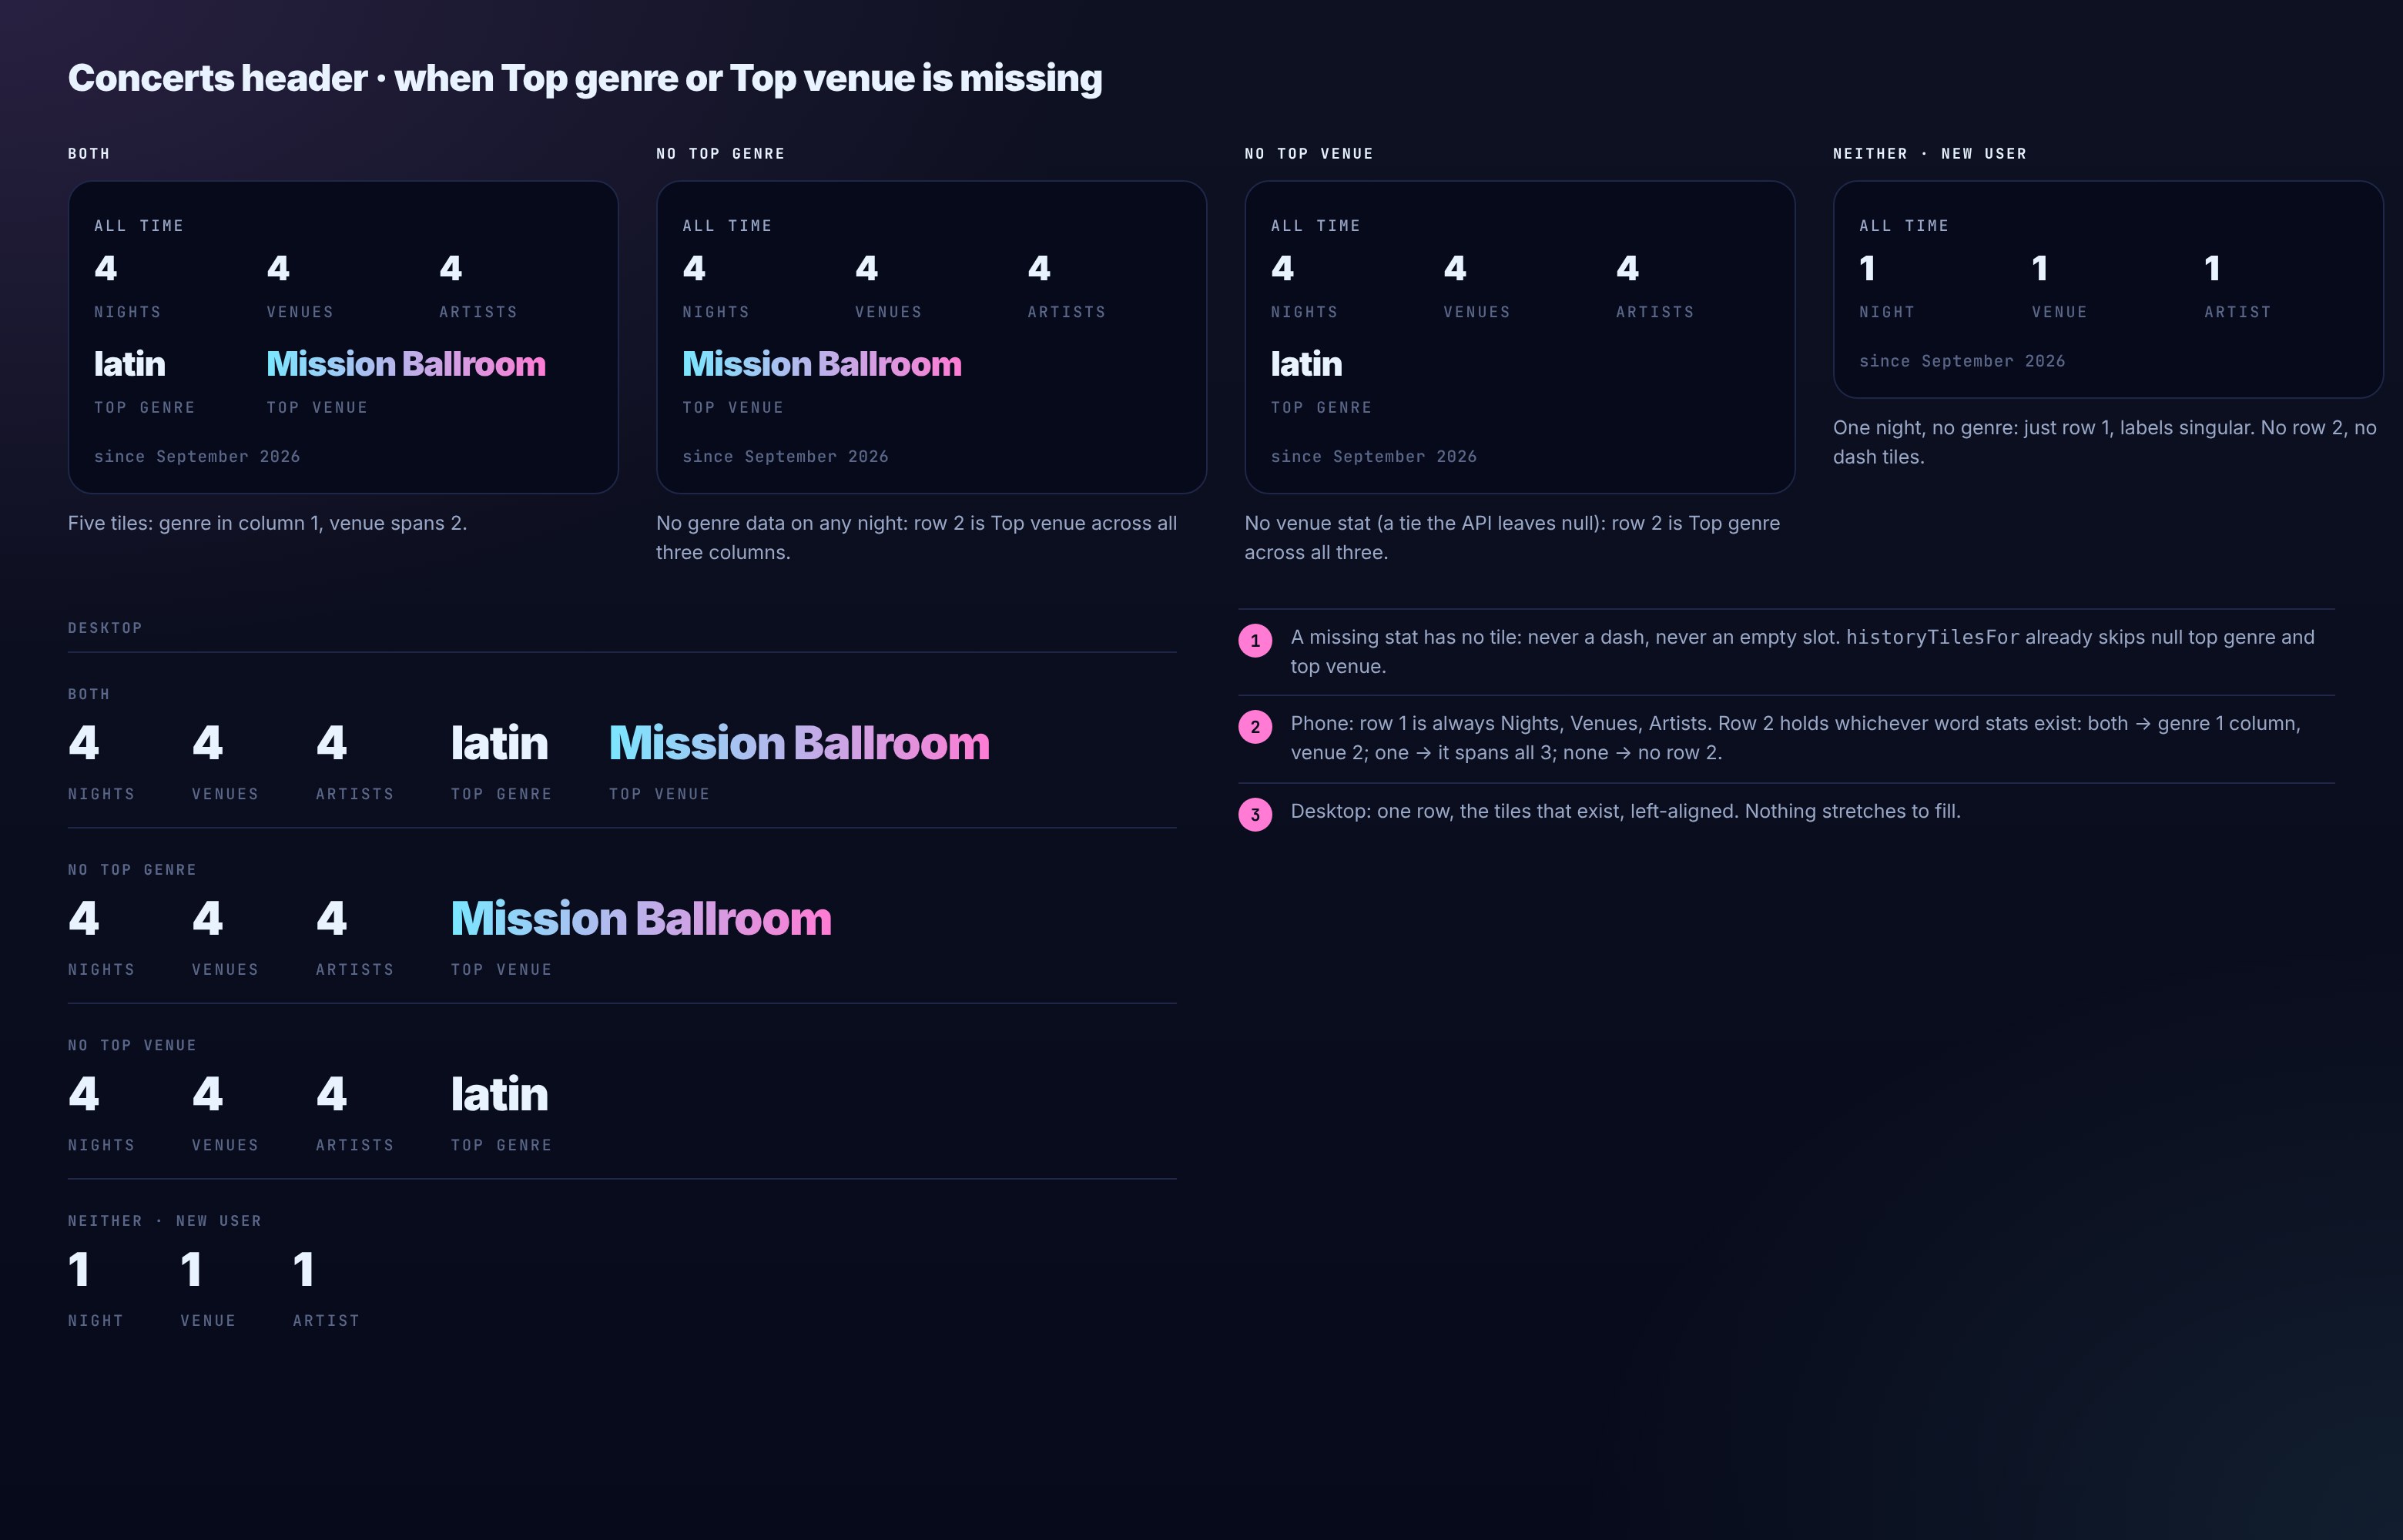 Concerts header · when Top genre or Top venue is missing
BOTH
ALL TIME
4 4 4
NIGHTS VENUES ARTISTS
latin Mission Ballroom
TOP GENRE TOP VENUE
since September 2026
Five tiles: genre in column 1, venue spans 2.
NO TOP GENRE
ALL TIME
4 4 4
NIGHTS VENUES ARTISTS
Mission Ballroom
TOP VENUE
since September 2026
No genre data on any night: row 2 is Top venue across all
three columns.
NO TOP VENUE
ALL TIME
4 4 4
NIGHTS VENUES ARTISTS
latin
TOP GENRE
since September 2026
No venue stat (a tie the API leaves null): row 2 is Top genre
across all three.
NEITHER · NEW USER
ALL TIME
1 1 1
NIGHT VENUE ARTIST
since September 2026
One night, no genre: just row 1, labels singular. No row 2, no
dash tiles.
DESKTOP
BOTH
4 4 4 latin Mission Ballroom
NIGHTS VENUES ARTISTS TOP GENRE TOP VENUE
NO TOP GENRE
4 4 4 Mission Ballroom
NIGHTS VENUES ARTISTS TOP VENUE
NO TOP VENUE
4 4 4 latin
NIGHTS VENUES ARTISTS TOP GENRE
NEITHER · NEW USER
1 1 1
NIGHT VENUE ARTIST
1 A missing stat has no tile: never a dash, never an empty slot. historyTilesFor already skips null top genre and
top venue.
2 Phone: row 1 is always Nights, Venues, Artists. Row 2 holds whichever word stats exist: both → genre 1 column,
venue 2; one → it spans all 3; none → no row 2.
3 Desktop: one row, the tiles that exist, left-aligned. Nothing stretches to fill.